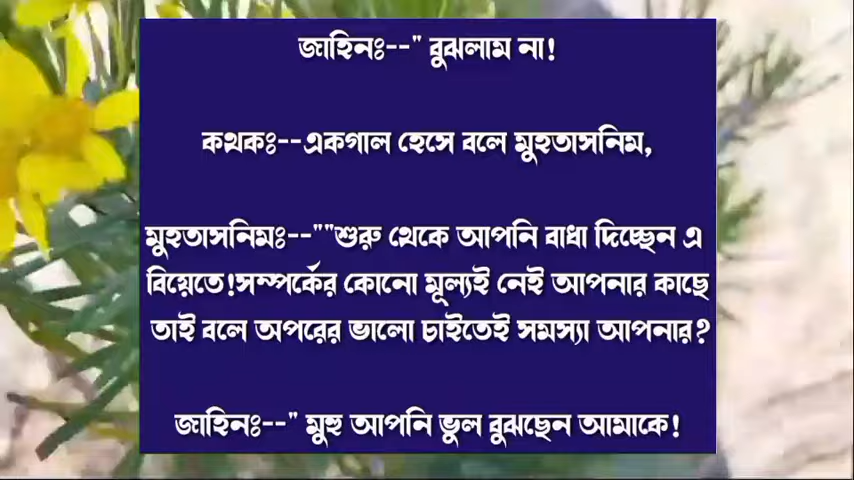 জাহিনঃ--" বুঝলাম না!
কথকঃ--একগাল হেসে বলে মুহতাসনিম,
মুহতাসনিমঃ--""শুরু থেকে আপনি বাধা দিচ্ছেন এ
বিয়েতে!সম্পর্কের কোনো মূল্যই নেই আপনার কাছে
তাই বলে অপরের ভালো চাইতেই সমস্যা আপনার?
জাহিনঃ--" মুহু আপনি ভুল বুঝছেন আমাকে!